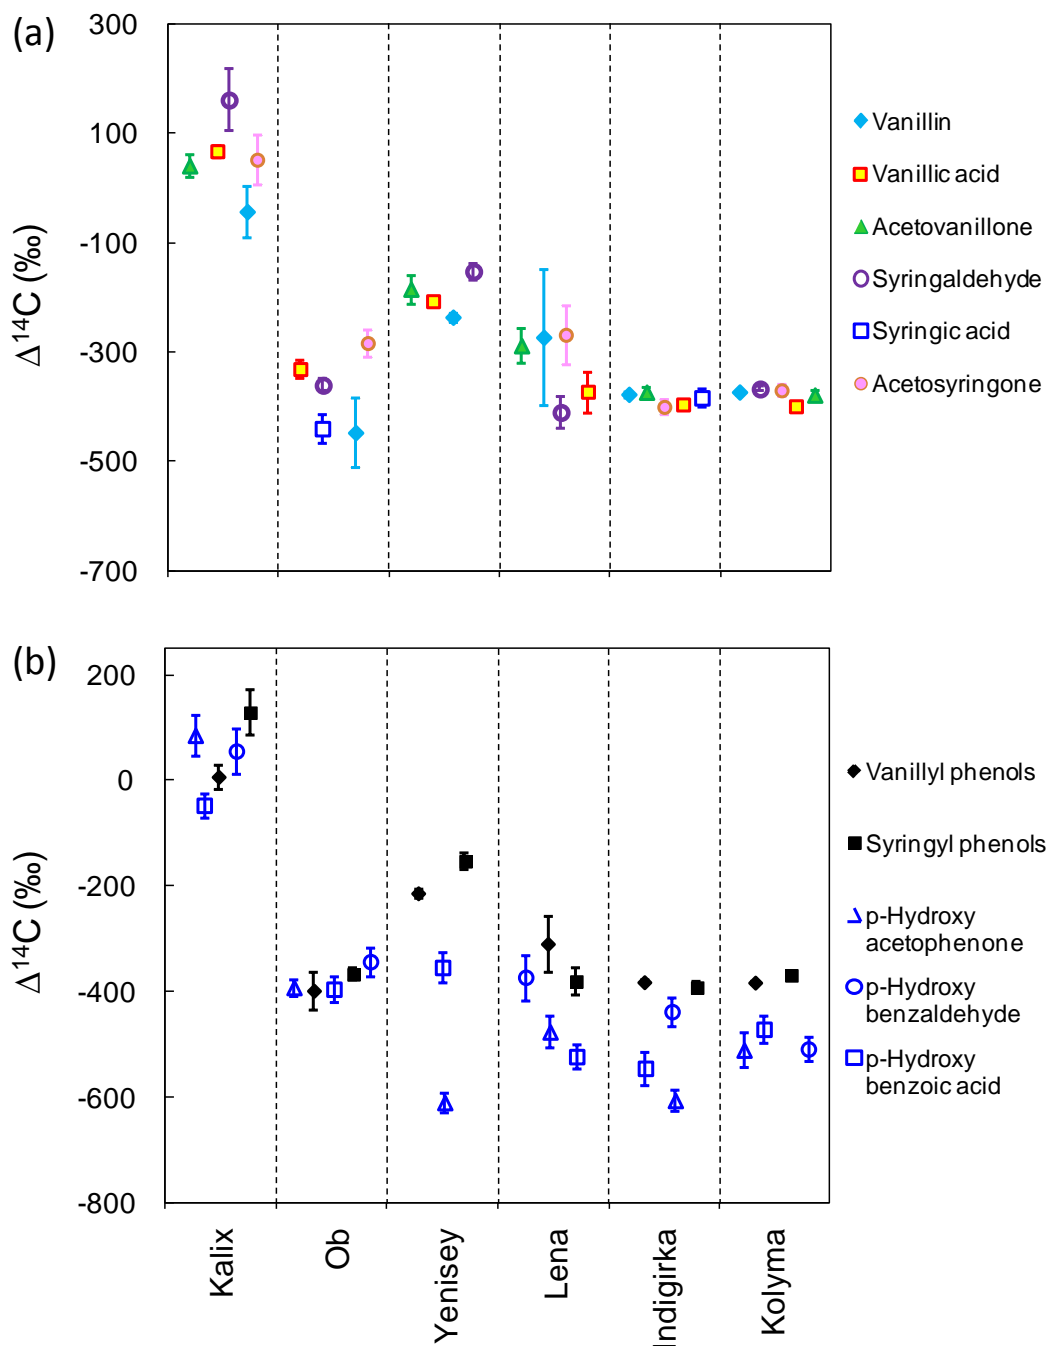 (a)
300
100
-100
-300
-500
-700
Δ¹⁴C (‰)
Vanillin
Vanillic acid
Acetovanillone
Syringaldehyde
Syringic acid
Acetosyringone
(b)
200
0
-200
-400
-600
-800
Δ¹⁴C (‰)
Vanillyl phenols
Syringyl phenols
p-Hydroxy
acetophenone
p-Hydroxy
benzaldehyde
p-Hydroxy
benzoic acid
Kalix
Ob
Yenisey
Lena
Indigirka
Kolyma